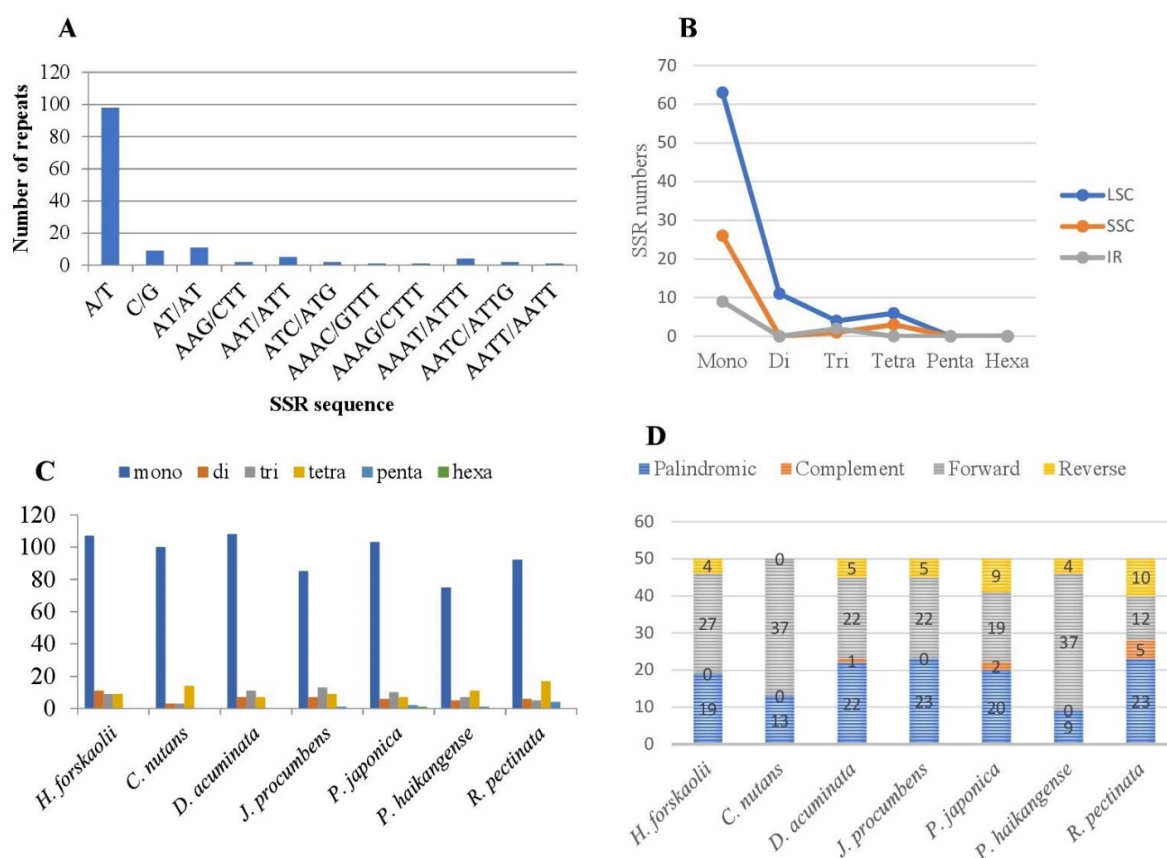 A
Number of repeats
120
100
80
60
40
20
0
A/T
C/G
AT/AT
AAG/CTT
AAT/ATT
ATC/ATG
AAAC/GTTT
AAAG/CTTT
AAAT/ATTT
AATC/ATTG
AATT/AATT
SSR sequence
B
SSR numbers
70
60
50
40
30
20
10
0
Mono Di Tri Tetra Penta Hexa
LSC
SSC
IR
C
mono di tri tetra penta hexa
120
100
80
60
40
20
0
H. forskaolii
C. nutans
D. acuminata
J. procumbens
P. japonica
P. haikangense
R. pectinata
D
Palindromic Complement Forward Reverse
60
50
40
30
20
10
0
4 0 5 5 9 4 10
27 37 22 22 19 37 12
0 0 1 0 2 0 5
19 13 22 23 20 9 23
H. forskaolii
C. nutans
D. acuminata
J. procumbens
P. japonica
P. haikangense
R. pectinata